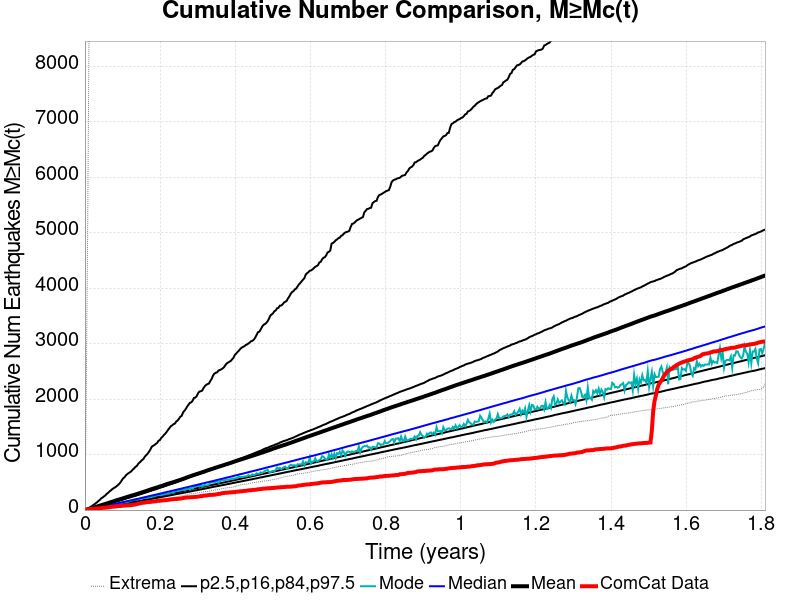 Cumulative Number Comparison, M≥Mc(t)
Cumulative Num Earthquakes M≥Mc(t)
8000
7000
6000
5000
4000
3000
2000
1000
0
0 0.2 0.4 0.6 0.8 1 1.2 1.4 1.6 1.8
Time (years)
Extrema p2.5,p16,p84,p97.5 Mode Median Mean ComCat Data